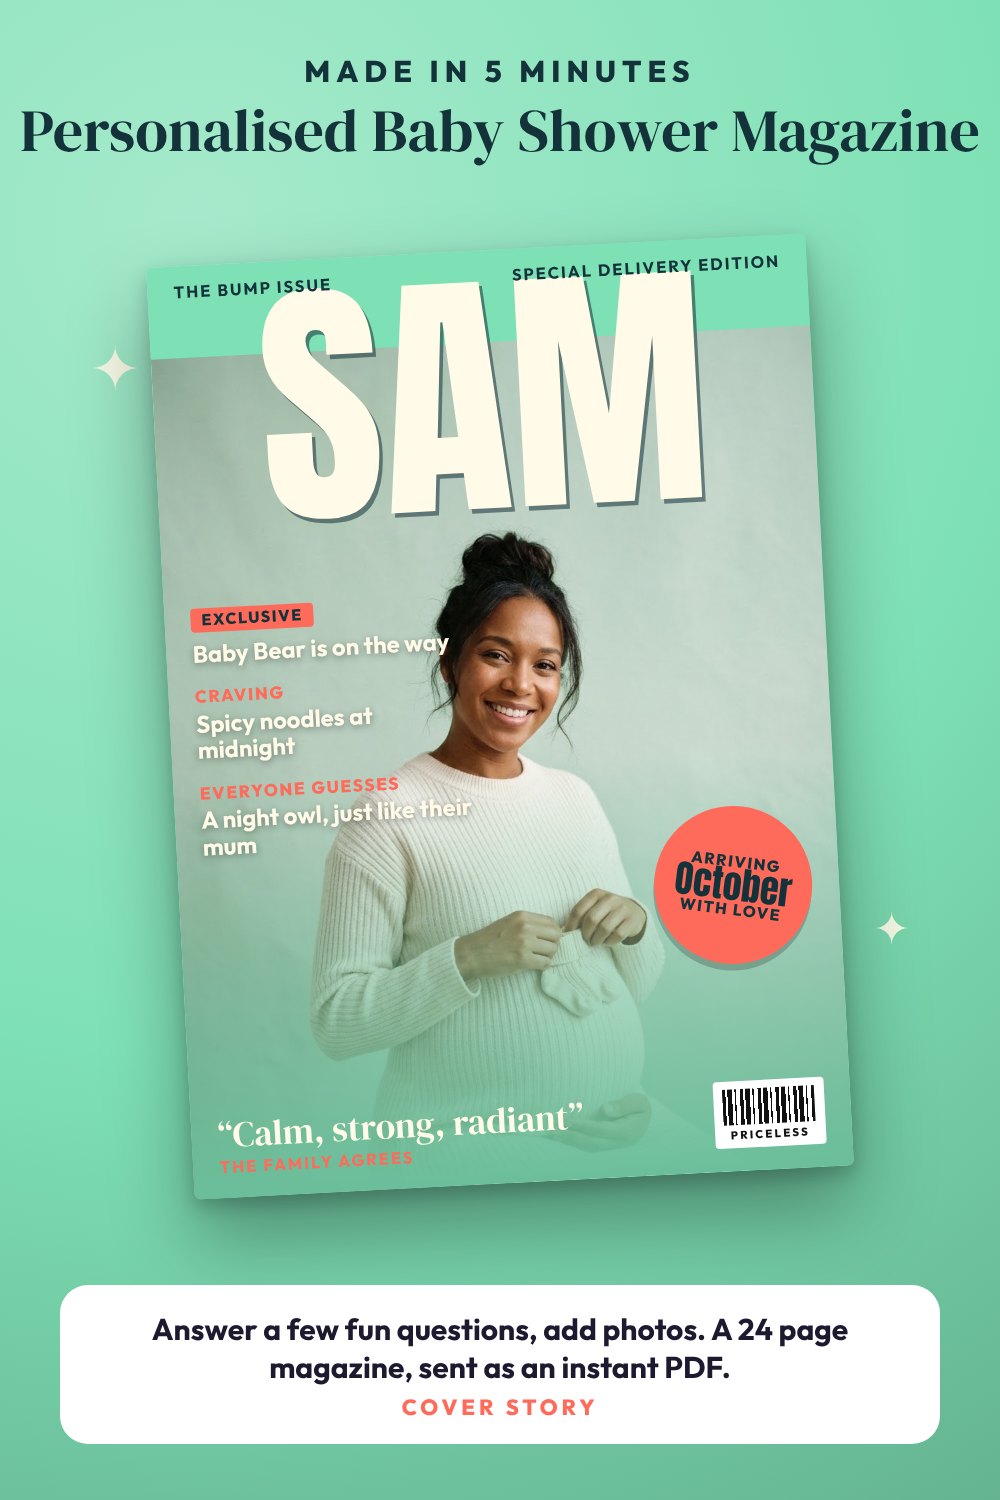 MADE IN 5 MINUTES
Personalised Baby Shower Magazine
THE BUMP ISSUE
SPECIAL DELIVERY EDITION
SAM
EXCLUSIVE
Baby Bear is on the way
CRAVING
Spicy noodles at
midnight
EVERYONE GUESSES
A night owl, just like their
mum
ARRIVING
October
WITH LOVE
“Calm, strong, radiant”
THE FAMILY AGREES
PRICELESS
Answer a few fun questions, add photos. A 24 page
magazine, sent as an instant PDF.
COVER STORY